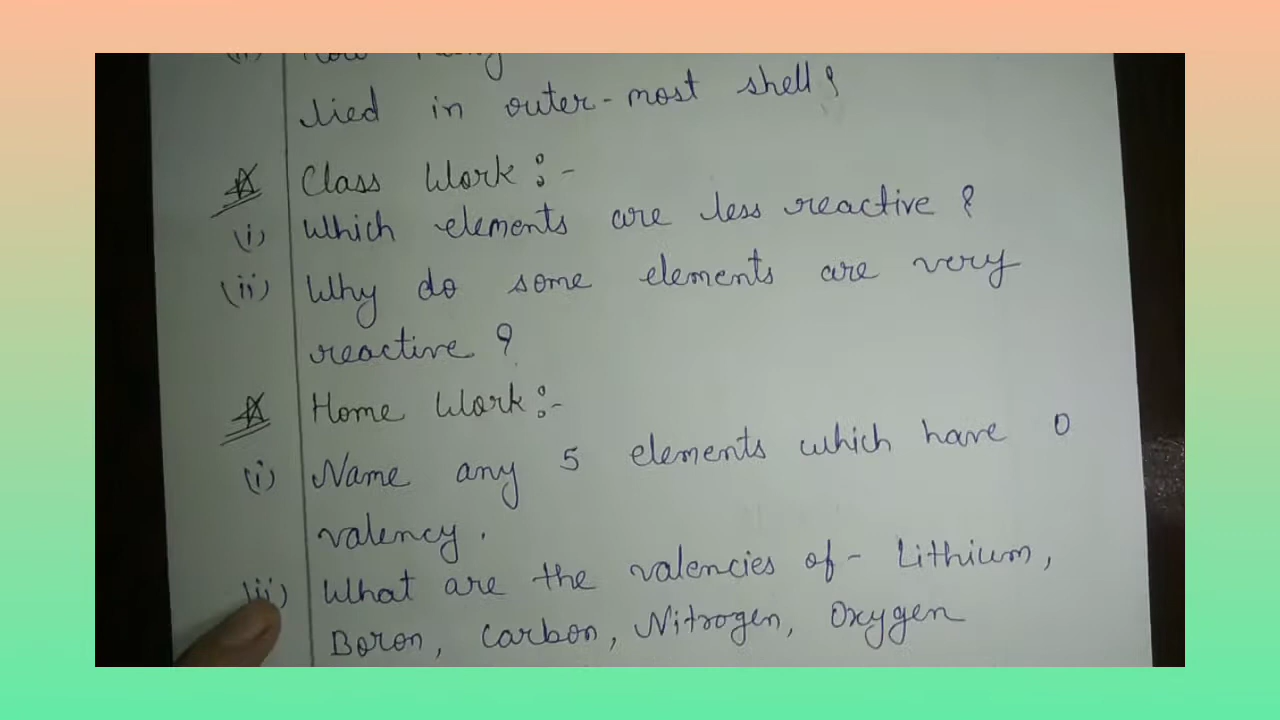 lied in outer-most shell?
Class Work :-
(i) Which elements are less reactive ?
(ii) Why do some elements are very
reactive ?
Home Work :-
(i) Name any 5 elements which have 0
valency.
(ii) What are the valencies of - Lithium,
Boron, Carbon, Nitrogen, Oxygen